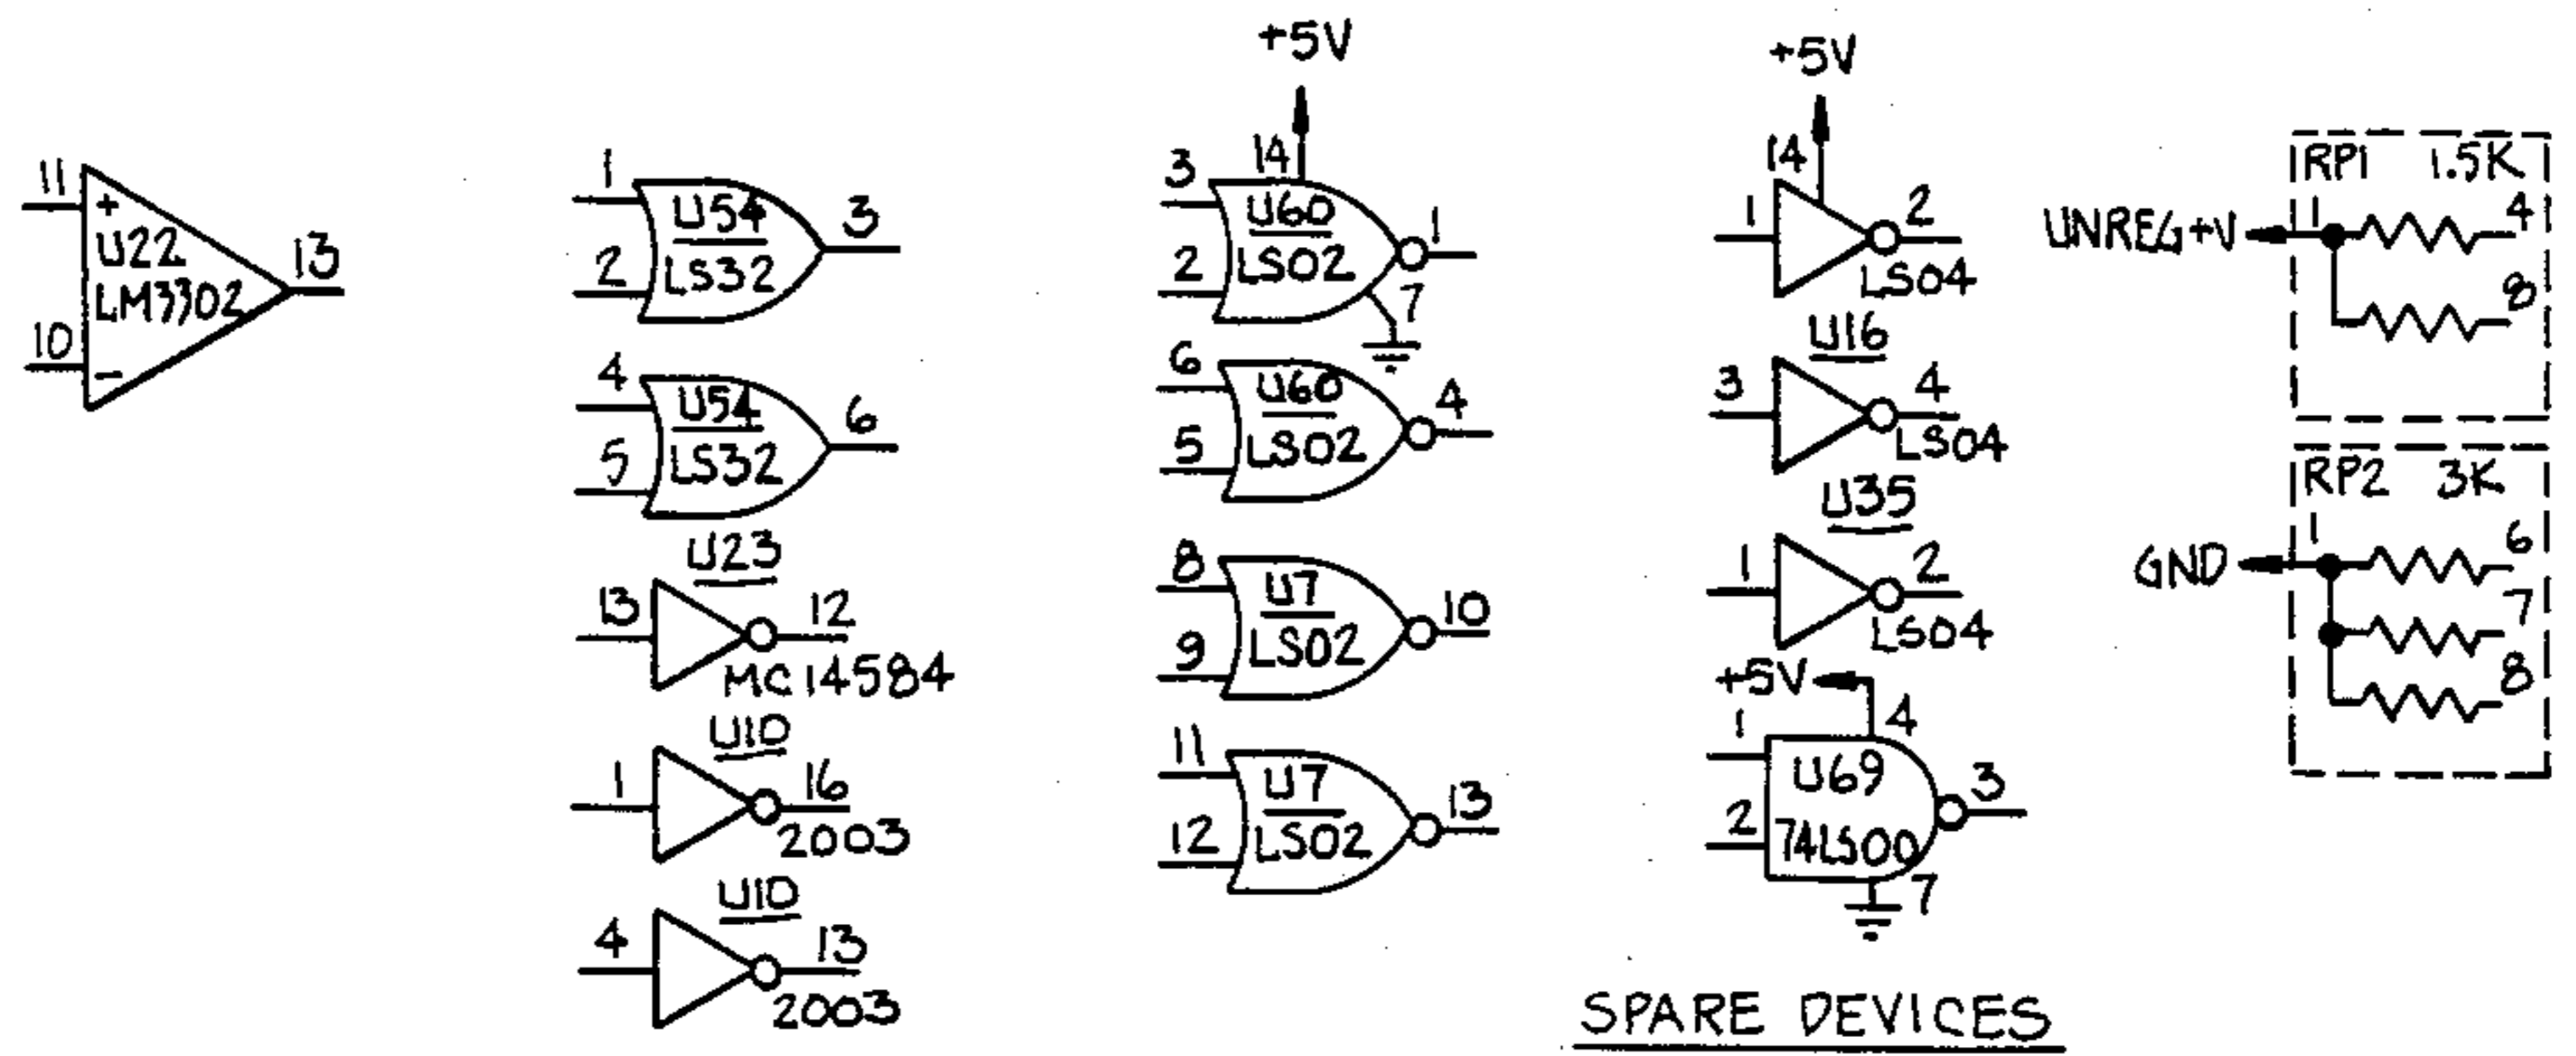 11
+
U22
LM3302
13
10
−
1
U54
LS32
2
3
4
U54
LS32
5
6
U23
13
12
MC14584
U10
1
16
2003
U10
4
13
2003
+5V
14
3
U60
LS02
2
1
7
6
U60
LS02
5
4
8
U7
LS02
9
10
11
U7
LS02
12
13
+5V
14
1
2
LS04
U16
3
4
LS04
U35
1
2
LS04
+5V
4
1
U69
74LS00
2
3
7
RP1 1.5K
UNREG+V
1
4
8
RP2 3K
GND
1
6
7
8
SPARE DEVICES